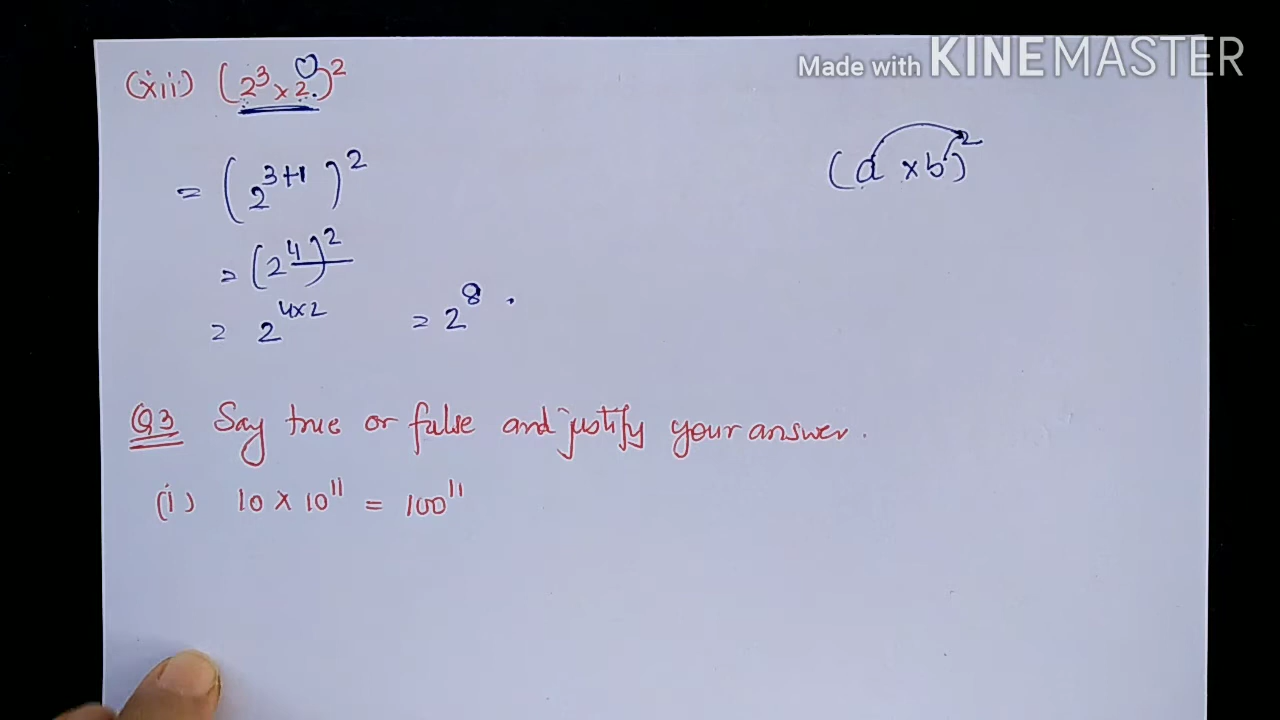 Made with KINEMASTER
(xii) (2³ × 2)²
(a × b)²
= (2³⁺¹)²
= (2⁴)²
= 2⁴ˣ² = 2⁸.
Q3 Say true or false and justify your answer.
(i) 10 × 10¹¹ = 100¹¹